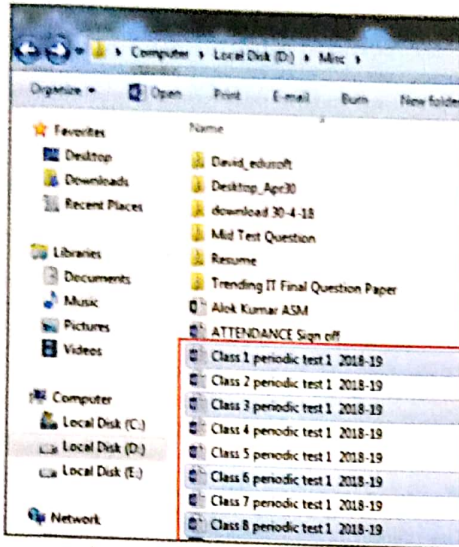 Computer ▸ Local Disk (D:) ▸ Misc ▸
Organize Open Print E-mail Burn New folder
Favorites
Desktop
Downloads
Recent Places
Libraries
Documents
Music
Pictures
Videos
Computer
Local Disk (C:)
Local Disk (D:)
Local Disk (E:)
Network
Name
David_edusoft
Desktop_Apr30
download 30-4-18
Mid Test Question
Resume
Trending IT Final Question Paper
Alok Kumar ASM
ATTENDANCE Sign off
Class 1 periodic test 1 2018-19
Class 2 periodic test 1 2018-19
Class 3 periodic test 1 2018-19
Class 4 periodic test 1 2018-19
Class 5 periodic test 1 2018-19
Class 6 periodic test 1 2018-19
Class 7 periodic test 1 2018-19
Class 8 periodic test 1 2018-19